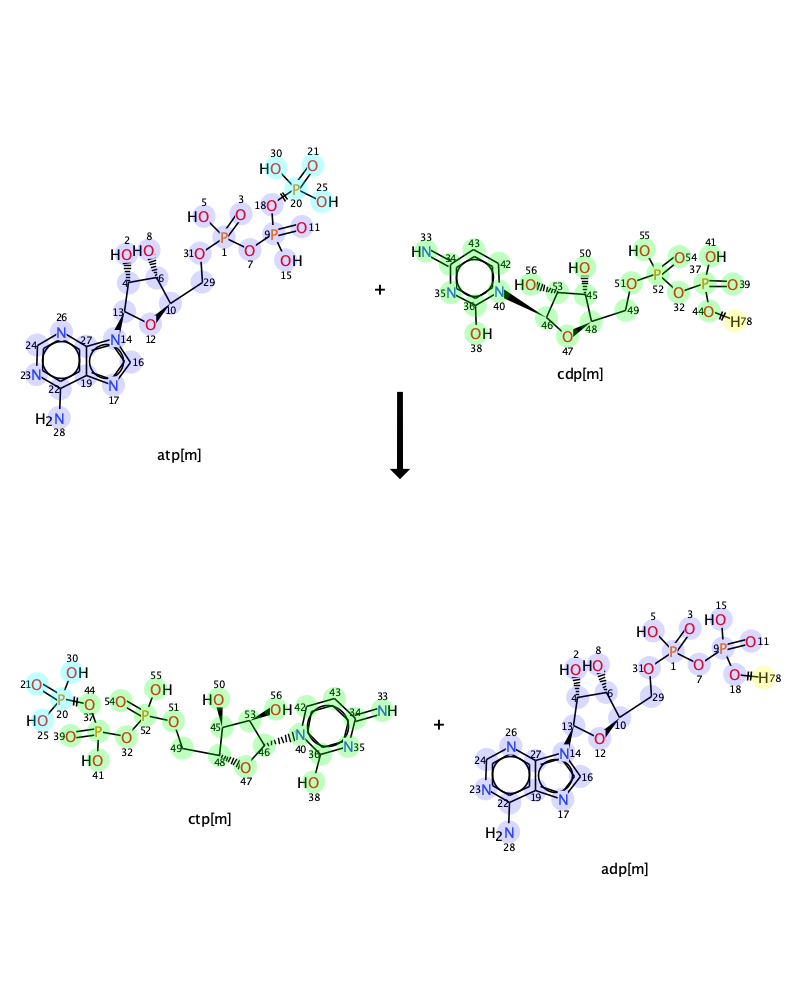 30 21
HO O
25
P OH
18 O 20
5 3
HO O
9 P O 11
P O
1 7
OH
15
31 O
29
2 8
HO HO
4 6
13 10
O
12
26
N
24 27 N 14
16
23 N 19
22 N
17
H2N
28
atp[m]
+
33 43
HN 34 42
35 N N 40
36
OH
38
56 50
HO 53 OH
45
46 48
O
47
49
51 O
55
HO O 54
P
52
O
32
41
37 OH
P O 39
44 O H 78
cdp[m]
30
21 O OH
P 44
20 O
HO 37
25 P
39 O O
HO 32
41
55
54 O OH
P 51
52 O
49
50
HO 53 56
45 OH
48 46
O
47
43 33
42 34 NH
N N 35
40 36
HO
38
ctp[m]
+
15
5 3 HO
HO O 9 P O 11
P O O H 78
1 7 18
31 O
29
2 8
HO HO
4 6
13 10
O
12
26
N
24 27 N 14
16
23 N 19
22 N
17
H2N
28
adp[m]